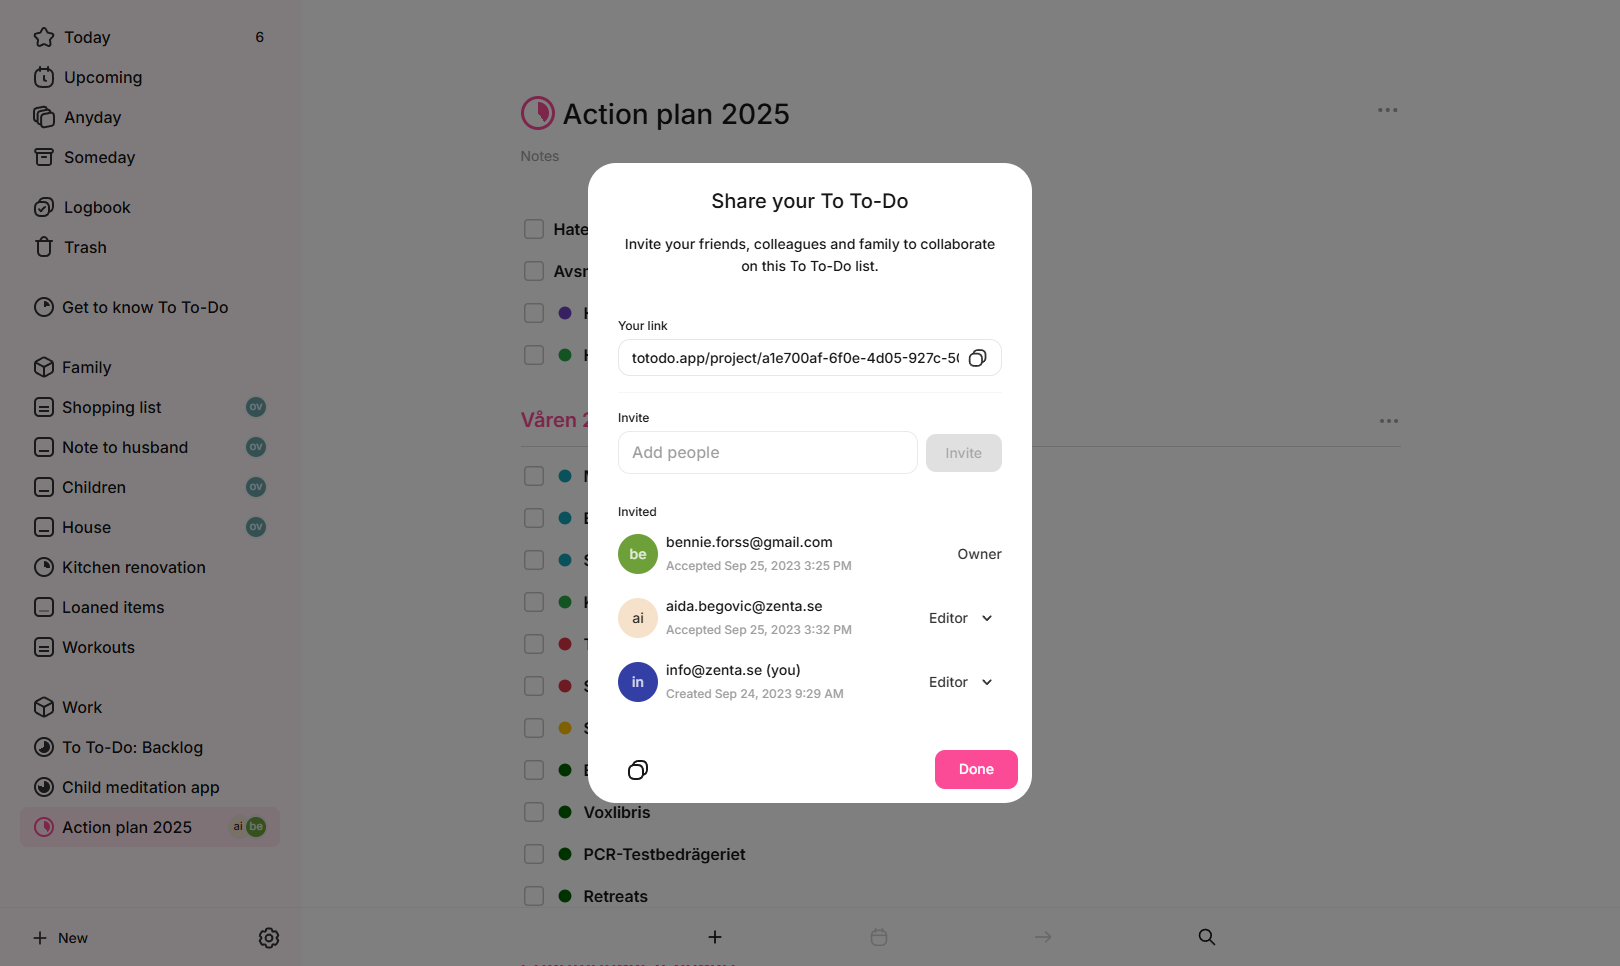 Today
6
Upcoming
Anyday
Someday
Logbook
Trash
Get to know To To-Do
Family
Shopping list
ov
Note to husband
ov
Children
ov
House
ov
Kitchen renovation
Loaned items
Workouts
Work
To To-Do: Backlog
Child meditation app
Action plan 2025
ai
be
New
Action plan 2025
Notes
Våren
Voxlibris
PCR-Testbedrägeriet
Retreats
Share your To To-Do
Invite your friends, colleagues and family to collaborate
on this To To-Do list.
Your link
totodo.app/project/a1e700af-6f0e-4d05-927c-5
Invite
Add people
Invite
Invited
be
bennie.forss@gmail.com
Accepted Sep 25, 2023 3:25 PM
Owner
ai
aida.begovic@zenta.se
Accepted Sep 25, 2023 3:32 PM
Editor
in
info@zenta.se (you)
Created Sep 24, 2023 9:29 AM
Editor
Done